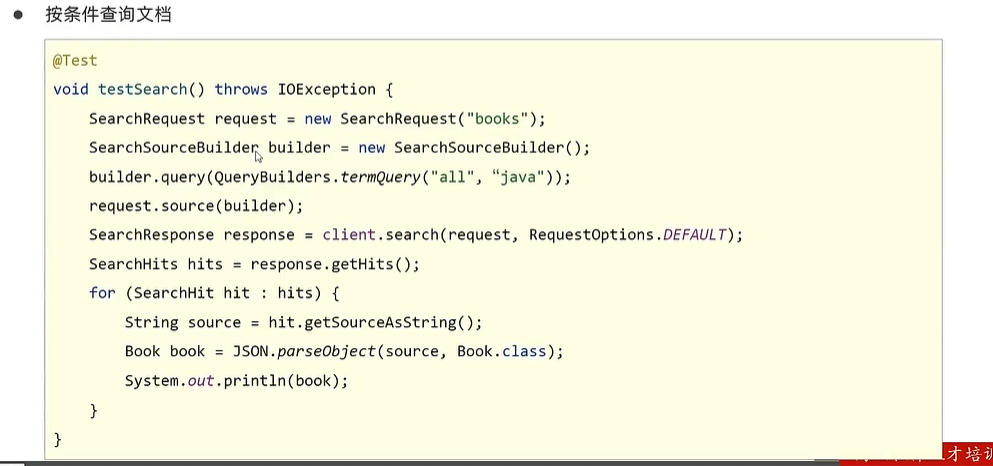 ● 按条件查询文档
@Test
void testSearch() throws IOException {
    SearchRequest request = new SearchRequest("books");
    SearchSourceBuilder builder = new SearchSourceBuilder();
    builder.query(QueryBuilders.termQuery("all", “java"));
    request.source(builder);
    SearchResponse response = client.search(request, RequestOptions.DEFAULT);
    SearchHits hits = response.getHits();
    for (SearchHit hit : hits) {
        String source = hit.getSourceAsString();
        Book book = JSON.parseObject(source, Book.class);
        System.out.println(book);
    }
}
才培训